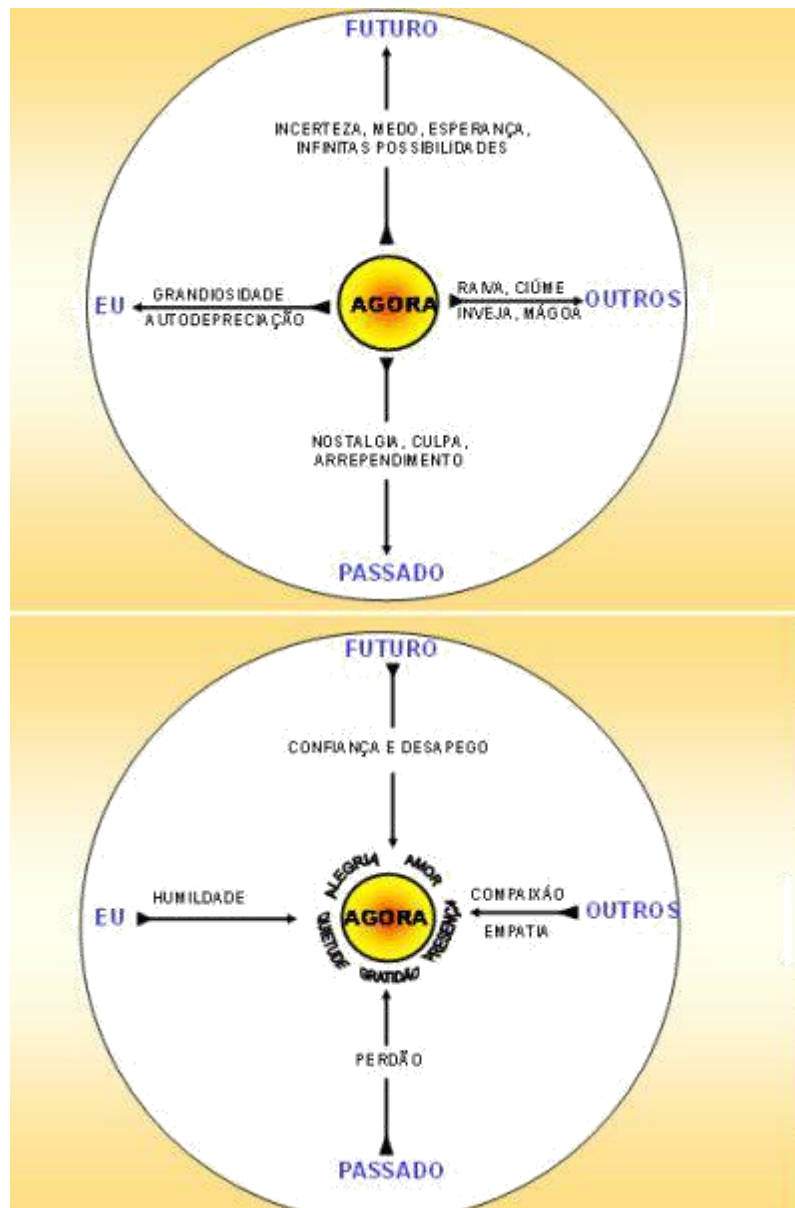 FUTURO
INCERTEZA, MEDO, ESPERANÇA,
INFINITAS POSSIBILIDADES
EU
GRANDIOSIDADE
AUTODEPRECIAÇÃO
AGORA
RAIVA, CIÚME
INVEJA, MÁGOA
OUTROS
NOSTALGIA, CULPA,
ARREPENDIMENTO
PASSADO
FUTURO
CONFIANÇA E DESAPEGO
EU
HUMILDADE
ALEGRIA
AMOR
PRESENÇA
GRATIDÃO
QUIETUDE
AGORA
COMPAIXÃO
EMPATIA
OUTROS
PERDÃO
PASSADO